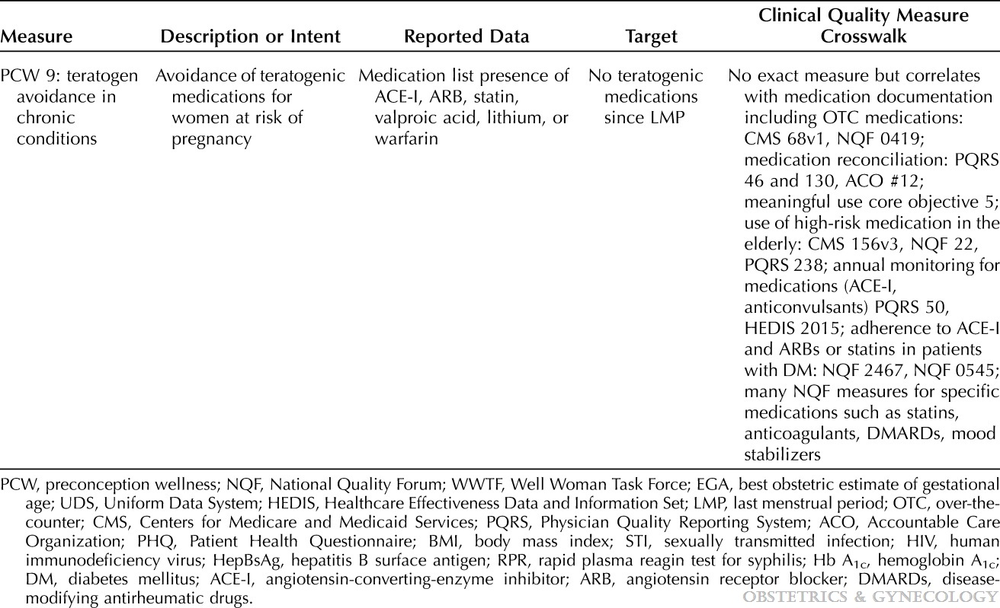 Measure
Description or Intent
Reported Data
Target
Clinical Quality Measure
Crosswalk
PCW 9: teratogen
avoidance in
chronic
conditions
Avoidance of teratogenic
medications for
women at risk of
pregnancy
Medication list presence of
ACE-I, ARB, statin,
valproic acid, lithium, or
warfarin
No teratogenic
medications
since LMP
No exact measure but correlates
with medication documentation
including OTC medications:
CMS 68v1, NQF 0419;
medication reconciliation: PQRS
46 and 130, ACO #12;
meaningful use core objective 5;
use of high-risk medication in the
elderly: CMS 156v3, NQF 22,
PQRS 238; annual monitoring for
medications (ACE-I,
anticonvulsants) PQRS 50,
HEDIS 2015; adherence to ACE-I
and ARBs or statins in patients
with DM: NQF 2467, NQF 0545;
many NQF measures for specific
medications such as statins,
anticoagulants, DMARDs, mood
stabilizers
PCW, preconception wellness; NQF, National Quality Forum; WWTF, Well Woman Task Force; EGA, best obstetric estimate of gestational
age; UDS, Uniform Data System; HEDIS, Healthcare Effectiveness Data and Information Set; LMP, last menstrual period; OTC, over-the-
counter; CMS, Centers for Medicare and Medicaid Services; PQRS, Physician Quality Reporting System; ACO, Accountable Care
Organization; PHQ, Patient Health Questionnaire; BMI, body mass index; STI, sexually transmitted infection; HIV, human
immunodeficiency virus; HepBsAg, hepatitis B surface antigen; RPR, rapid plasma reagin test for syphilis; Hb A1c, hemoglobin A1c;
DM, diabetes mellitus; ACE-I, angiotensin-converting-enzyme inhibitor; ARB, angiotensin receptor blocker; DMARDs, disease-
modifying antirheumatic drugs.
OBSTETRICS & GYNECOLOGY